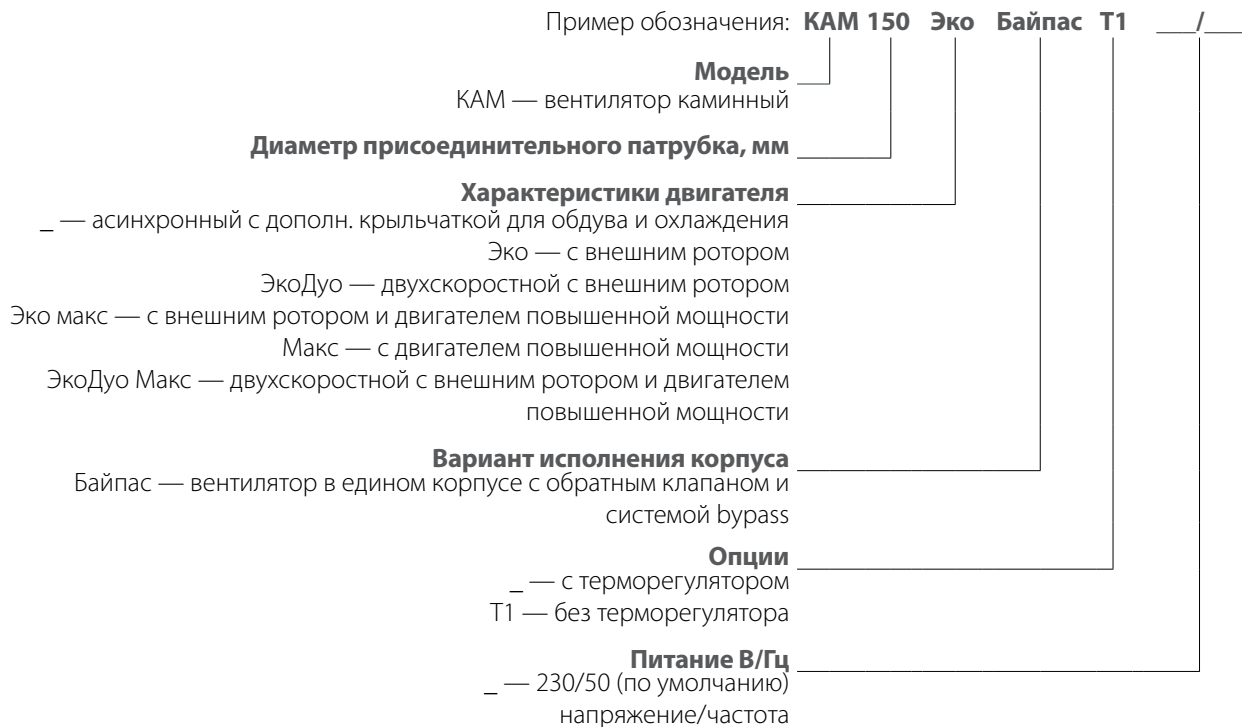 Пример обозначения: КАМ 150 Эко Байпас Т1 ___/___
Модель
КАМ — вентилятор каминный
Диаметр присоединительного патрубка, мм
Характеристики двигателя
_ — асинхронный с дополн. крыльчаткой для обдува и охлаждения
Эко — с внешним ротором
ЭкоДуо — двухскоростной с внешним ротором
Эко макс — с внешним ротором и двигателем повышенной мощности
Макс — с двигателем повышенной мощности
ЭкоДуо Макс — двухскоростной с внешним ротором и двигателем
повышенной мощности
Вариант исполнения корпуса
Байпас — вентилятор в едином корпусе с обратным клапаном и
системой bypass
Опции
_ — с терморегулятором
Т1 — без терморегулятора
Питание В/Гц
_ — 230/50 (по умолчанию)
напряжение/частота